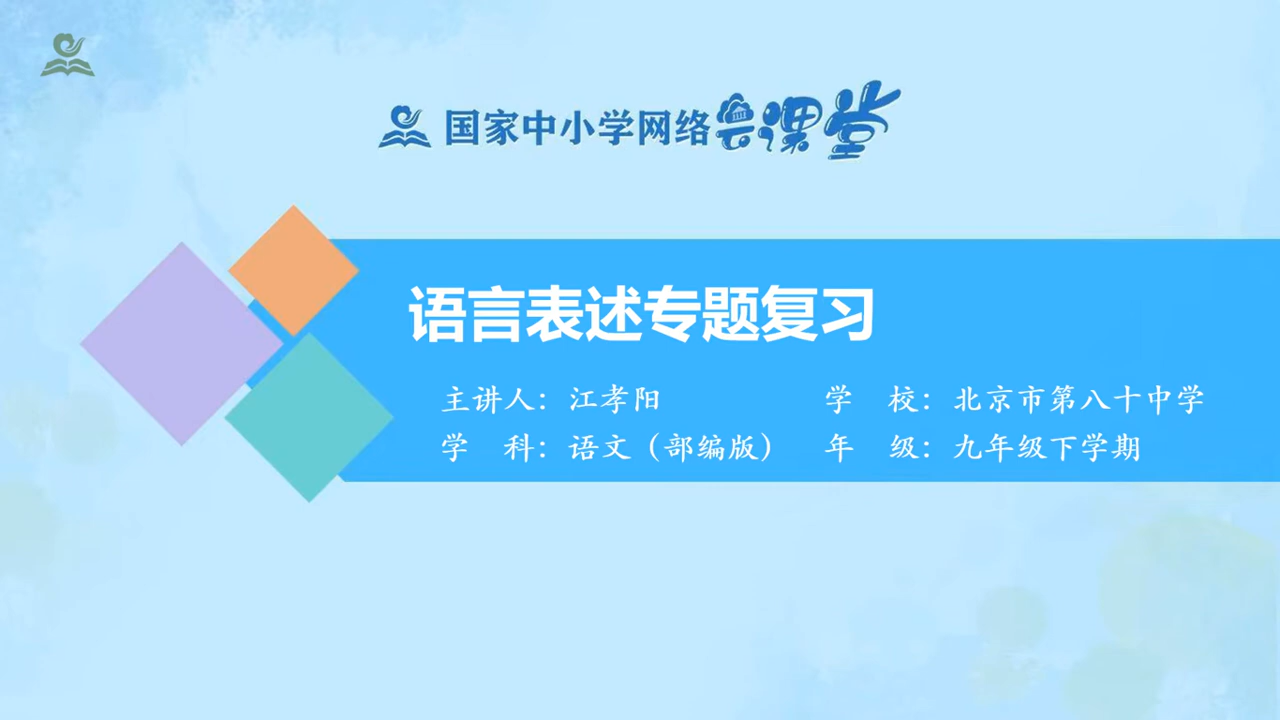 国家中小学网络云课堂
语言表述专题复习
主讲人：江孝阳 学 校：北京市第八十中学
学 科：语文（部编版） 年 级：九年级下学期